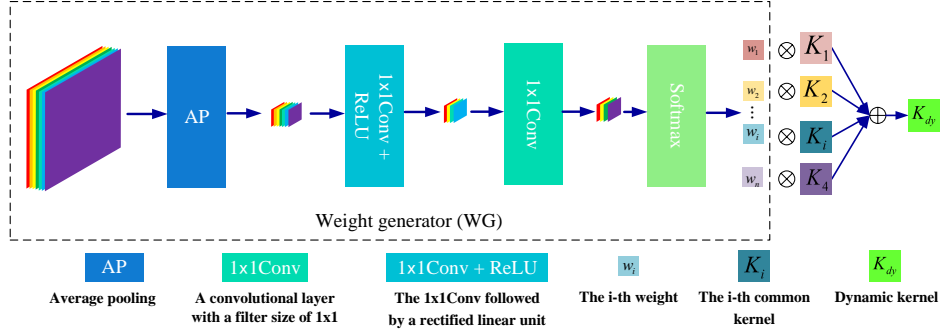 AP
1x1Conv +
ReLU
1x1Conv
Softmax
w1
w2
⋮
wi
wn
⊗
⊗
⊗
⊗
K1
K2
Ki
K4
⊕
Kdy
Weight generator (WG)
AP
1x1Conv
1x1Conv + ReLU
wi
Ki
Kdy
Average pooling
A convolutional layer
with a filter size of 1x1
The 1x1Conv followed
by a rectified linear unit
The i-th weight
The i-th common
kernel
Dynamic kernel